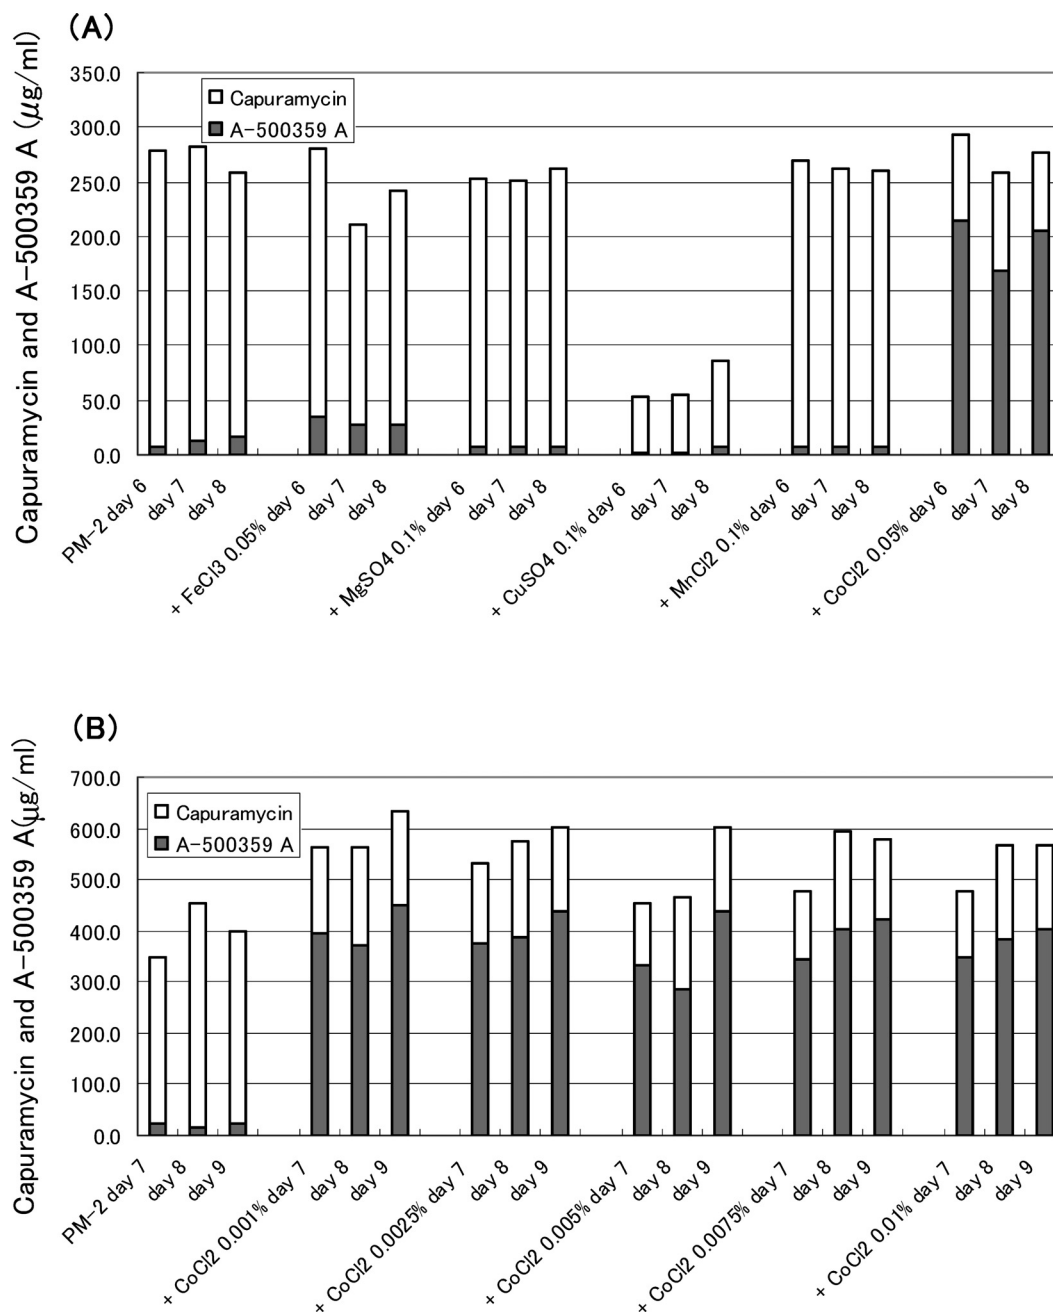 (A)
Capuramycin and A-500359 A (μg/ml)
350.0
300.0
250.0
200.0
150.0
100.0
50.0
0.0
Capuramycin
A-500359 A
PM-2 day 6
day 7
day 8
+ FeCl3 0.05% day 6
day 7
day 8
+ MgSO4 0.1% day 6
day 7
day 8
+ CuSO4 0.1% day 6
day 7
day 8
+ MnCl2 0.1% day 6
day 7
day 8
+ CoCl2 0.05% day 6
day 7
day 8
(B)
Capuramycin and A-500359 A(μg/ml)
700.0
600.0
500.0
400.0
300.0
200.0
100.0
0.0
Capuramycin
A-500359 A
PM-2 day 7
day 8
day 9
+ CoCl2 0.001% day 7
day 8
day 9
+ CoCl2 0.0025% day 7
day 8
day 9
+ CoCl2 0.005% day 7
day 8
day 9
+ CoCl2 0.0075% day 7
day 8
day 9
+ CoCl2 0.01% day 7
day 8
day 9